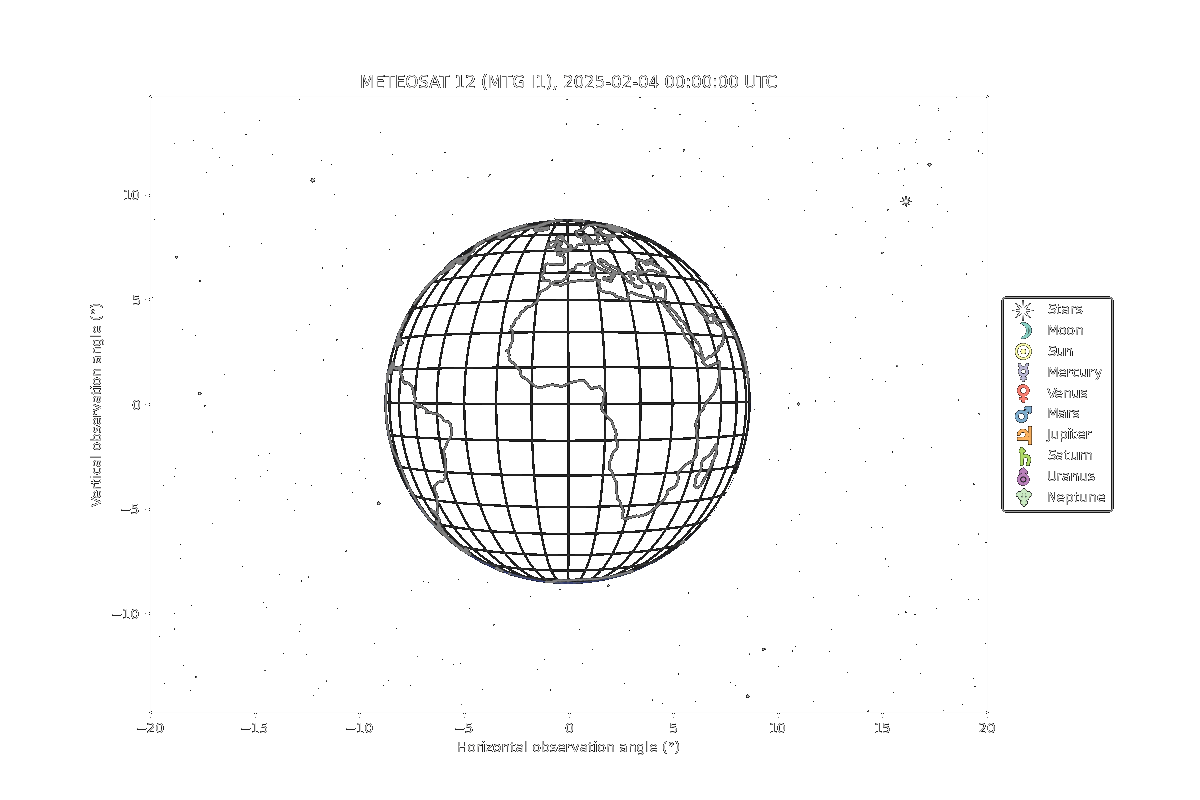 METEOSAT 12 (MTG I1), 2025-02-04 00:00:00 UTC
10
5
0
−5
−10
Vertical observation angle (°)
−20 −15 −10 −5 0 5 10 15 20
Horizontal observation angle (°)
Stars
Moon
Sun
Mercury
Venus
Mars
Jupiter
Saturn
Uranus
Neptune